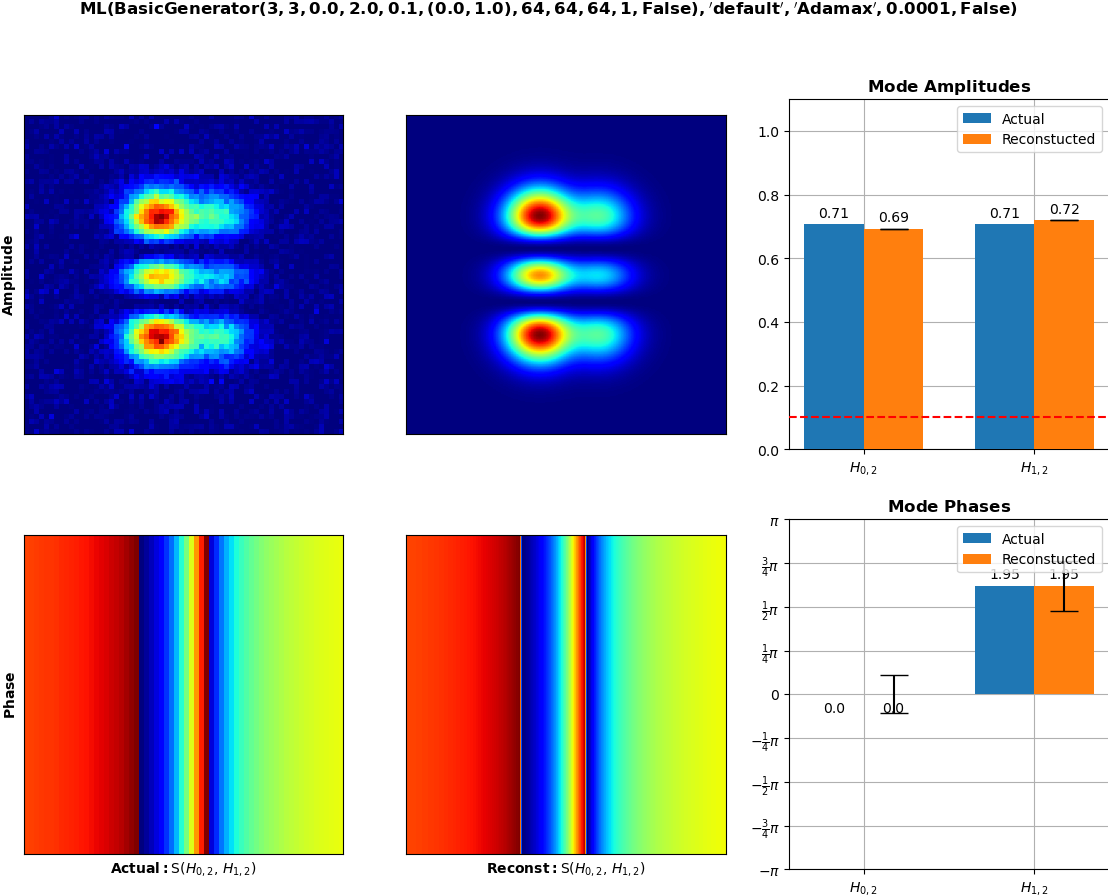 ML(BasicGenerator(3, 3, 0.0, 2.0, 0.1, (0.0, 1.0), 64, 64, 64, 1, False), ′default′, ′Adamax′, 0.0001, False)
Mode Amplitudes
Actual
Reconstucted
1.0
0.8
0.6
0.4
0.2
0.0
0.71
0.69
0.71
0.72
H₀,₂
H₁,₂
Amplitude
Mode Phases
Actual
Reconstucted
π
3/4π
1/2π
1/4π
0
−1/4π
−1/2π
−3/4π
−π
0.0
0.0
1.95
1.95
H₀,₂
H₁,₂
Phase
Actual: S(H₀,₂, H₁,₂)
Reconst: S(H₀,₂, H₁,₂)